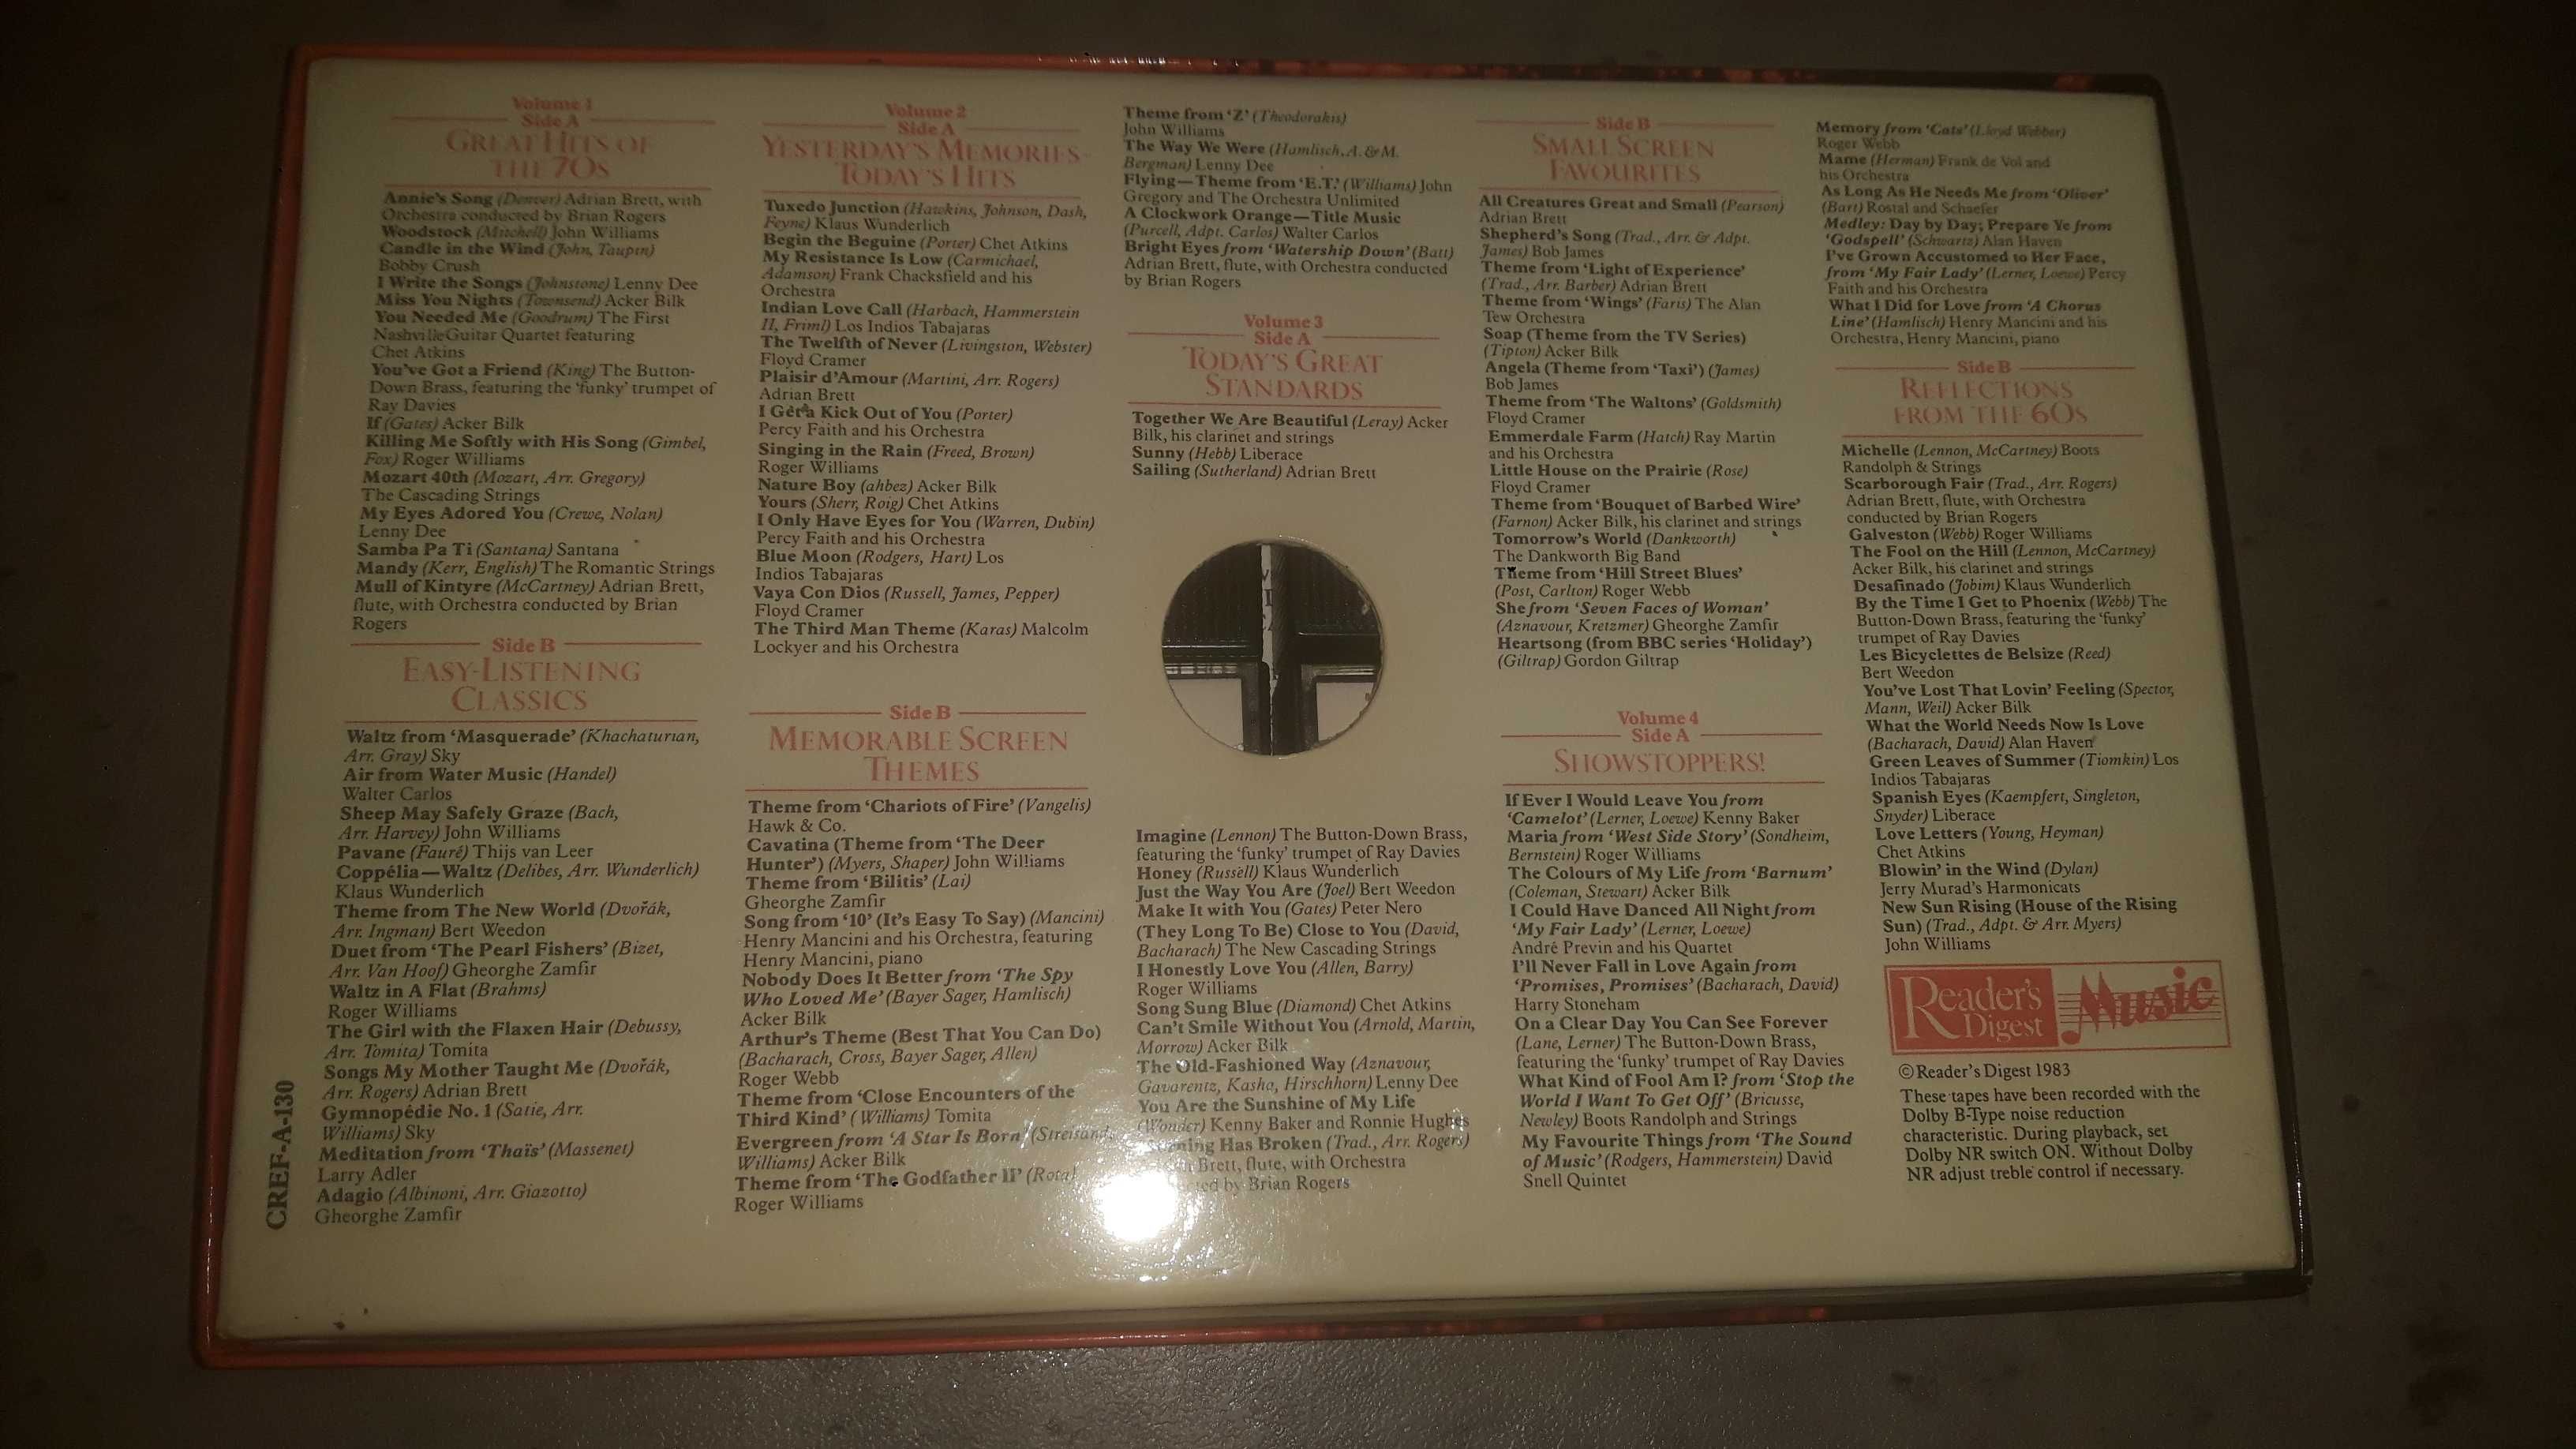 Volume 1
Side A
GREAT HITS OF
THE 70s
Annie's Song (Denver) Adrian Brett, with
Orchestra conducted by Brian Rogers
Woodstock (Mitchell) John Williams
Candle in the Wind (John, Taupin)
Bobby Crush
I Write the Songs (Johnstone) Lenny Dee
Miss You Nights (Townsend) Acker Bilk
You Needed Me (Goodrum) The First
Nashville Guitar Quartet featuring
Chet Atkins
You've Got a Friend (King) The Button-
Down Brass, featuring the 'funky' trumpet of
Ray Davies
If (Gates) Acker Bilk
Killing Me Softly with His Song (Gimbel,
Fox) Roger Williams
Mozart 40th (Mozart, Arr. Gregory)
The Cascading Strings
My Eyes Adored You (Crewe, Nolan)
Lenny Dee
Samba Pa Ti (Santana) Santana
Mandy (Kerr, English) The Romantic Strings
Mull of Kintyre (McCartney) Adrian Brett,
flute, with Orchestra conducted by Brian
Rogers
Side B
EASY-LISTENING
CLASSICS
Waltz from 'Masquerade' (Khachaturian,
Arr. Gray) Sky
Air from Water Music (Handel)
Walter Carlos
Sheep May Safely Graze (Bach,
Arr. Harvey) John Williams
Pavane (Fauré) Thijs van Leer
Coppélia—Waltz (Delibes, Arr. Wunderlich)
Klaus Wunderlich
Theme from The New World (Dvořák,
Arr. Ingman) Bert Weedon
Duet from 'The Pearl Fishers' (Bizet,
Arr. Van Hoof) Gheorghe Zamfir
Waltz in A Flat (Brahms)
Roger Williams
The Girl with the Flaxen Hair (Debussy,
Arr. Tomita) Tomita
Songs My Mother Taught Me (Dvořák,
Arr. Rogers) Adrian Brett
Gymnopédie No. 1 (Satie, Arr.
Williams) Sky
Meditation from 'Thaïs' (Massenet)
Larry Adler
Adagio (Albinoni, Arr. Giazotto)
Gheorghe Zamfir
CREF-A-130
Volume 2
Side A
YESTERDAY'S MEMORIES-
TODAY'S HITS
Tuxedo Junction (Hawkins, Johnson, Dash,
Feyne) Klaus Wunderlich
Begin the Beguine (Porter) Chet Atkins
My Resistance Is Low (Carmichael,
Adamson) Frank Chacksfield and his
Orchestra
Indian Love Call (Harbach, Hammerstein
II, Friml) Los Indios Tabajaras
The Twelfth of Never (Livingston, Webster)
Floyd Cramer
Plaisir d'Amour (Martini, Arr. Rogers)
Adrian Brett
I Get a Kick Out of You (Porter)
Percy Faith and his Orchestra
Singing in the Rain (Freed, Brown)
Roger Williams
Nature Boy (ahbez) Acker Bilk
Yours (Sherr, Roig) Chet Atkins
I Only Have Eyes for You (Warren, Dubin)
Percy Faith and his Orchestra
Blue Moon (Rodgers, Hart) Los
Indios Tabajaras
Vaya Con Dios (Russell, James, Pepper)
Floyd Cramer
The Third Man Theme (Karas) Malcolm
Lockyer and his Orchestra
Side B
MEMORABLE SCREEN
THEMES
Theme from 'Chariots of Fire' (Vangelis)
Hawk & Co.
Cavatina (Theme from 'The Deer
Hunter') (Myers, Shaper) John Williams
Theme from 'Bilitis' (Lai)
Gheorghe Zamfir
Song from '10' (It's Easy To Say) (Mancini)
Henry Mancini and his Orchestra, featuring
Henry Mancini, piano
Nobody Does It Better from 'The Spy
Who Loved Me' (Bayer Sager, Hamlisch)
Acker Bilk
Arthur's Theme (Best That You Can Do)
(Bacharach, Cross, Bayer Sager, Allen)
Roger Webb
Theme from 'Close Encounters of the
Third Kind' (Williams) Tomita
Evergreen from 'A Star Is Born' (Streisand,
Williams) Acker Bilk
Theme from 'The Godfather II' (Rota)
Roger Williams
Theme from 'Z' (Theodorakis)
John Williams
The Way We Were (Hamlisch, A. & M.
Bergman) Lenny Dee
Flying—Theme from 'E.T.' (Williams) John
Gregory and The Orchestra Unlimited
A Clockwork Orange—Title Music
(Purcell, Adpt. Carlos) Walter Carlos
Bright Eyes from 'Watership Down' (Batt)
Adrian Brett, flute, with Orchestra conducted
by Brian Rogers
Volume 3
Side A
TODAY'S GREAT
STANDARDS
Together We Are Beautiful (Leray) Acker
Bilk, his clarinet and strings
Sunny (Hebb) Liberace
Sailing (Sutherland) Adrian Brett
Imagine (Lennon) The Button-Down Brass,
featuring the 'funky' trumpet of Ray Davies
Honey (Russell) Klaus Wunderlich
Just the Way You Are (Joel) Bert Weedon
Make It with You (Gates) Peter Nero
(They Long To Be) Close to You (David,
Bacharach) The New Cascading Strings
I Honestly Love You (Allen, Barry)
Roger Williams
Song Sung Blue (Diamond) Chet Atkins
Can't Smile Without You (Arnold, Martin,
Morrow) Acker Bilk
The Old-Fashioned Way (Aznavour,
Gavarentz, Kasha, Hirschhorn) Lenny Dee
You Are the Sunshine of My Life
(Wonder) Kenny Baker and Ronnie Hughes
Has Broken (Trad., Arr. Rogers)
Brett, flute, with Orchestra
by Brian Rogers
Side B
SMALL SCREEN
FAVOURITES
All Creatures Great and Small (Pearson)
Adrian Brett
Shepherd's Song (Trad., Arr. & Adpt.
James) Bob James
Theme from 'Light of Experience'
(Trad., Arr. Barber) Adrian Brett
Theme from 'Wings' (Faris) The Alan
Tew Orchestra
Soap (Theme from the TV Series)
(Tipton) Acker Bilk
Angela (Theme from 'Taxi') (James)
Bob James
Theme from 'The Waltons' (Goldsmith)
Floyd Cramer
Emmerdale Farm (Hatch) Ray Martin
and his Orchestra
Little House on the Prairie (Rose)
Floyd Cramer
Theme from 'Bouquet of Barbed Wire'
(Farnon) Acker Bilk, his clarinet and strings
Tomorrow's World (Dankworth)
The Dankworth Big Band
Theme from 'Hill Street Blues'
(Post, Carlton) Roger Webb
She from 'Seven Faces of Woman'
(Aznavour, Kretzmer) Gheorghe Zamfir
Heartsong (from BBC series 'Holiday')
(Giltrap) Gordon Giltrap
Volume 4
Side A
SHOWSTOPPERS!
If Ever I Would Leave You from
'Camelot' (Lerner, Loewe) Kenny Baker
Maria from 'West Side Story' (Sondheim,
Bernstein) Roger Williams
The Colours of My Life from 'Barnum'
(Coleman, Stewart) Acker Bilk
I Could Have Danced All Night from
'My Fair Lady' (Lerner, Loewe)
André Previn and his Quartet
I'll Never Fall in Love Again from
'Promises, Promises' (Bacharach, David)
Harry Stoneham
On a Clear Day You Can See Forever
(Lane, Lerner) The Button-Down Brass,
featuring the 'funky' trumpet of Ray Davies
What Kind of Fool Am I? from 'Stop the
World I Want To Get Off' (Bricusse,
Newley) Boots Randolph and Strings
My Favourite Things from 'The Sound
of Music' (Rodgers, Hammerstein) David
Snell Quintet
Memory from 'Cats' (Lloyd Webber)
Roger Webb
Mame (Herman) Frank de Vol and
his Orchestra
As Long As He Needs Me from 'Oliver'
(Bart) Rostal and Schaefer
Medley: Day by Day; Prepare Ye from
'Godspell' (Schwartz) Alan Haven
I've Grown Accustomed to Her Face,
from 'My Fair Lady' (Lerner, Loewe) Percy
Faith and his Orchestra
What I Did for Love from 'A Chorus
Line' (Hamlisch) Henry Mancini and his
Orchestra, Henry Mancini, piano
Side B
REFLECTIONS
FROM THE 60s
Michelle (Lennon, McCartney) Boots
Randolph & Strings
Scarborough Fair (Trad., Arr. Rogers)
Adrian Brett, flute, with Orchestra
conducted by Brian Rogers
Galveston (Webb) Roger Williams
The Fool on the Hill (Lennon, McCartney)
Acker Bilk, his clarinet and strings
Desafinado (Jobim) Klaus Wunderlich
By the Time I Get to Phoenix (Webb) The
Button-Down Brass, featuring the 'funky'
trumpet of Ray Davies
Les Bicyclettes de Belsize (Reed)
Bert Weedon
You've Lost That Lovin' Feeling (Spector,
Mann, Weil) Acker Bilk
What the World Needs Now Is Love
(Bacharach, David) Alan Haven
Green Leaves of Summer (Tiomkin) Los
Indios Tabajaras
Spanish Eyes (Kaempfert, Singleton,
Snyder) Liberace
Love Letters (Young, Heyman)
Chet Atkins
Blowin' in the Wind (Dylan)
Jerry Murad's Harmonicats
New Sun Rising (House of the Rising
Sun) (Trad., Adpt. & Arr. Myers)
John Williams
Reader's
Digest
Music
©Reader's Digest 1983
These tapes have been recorded with the
Dolby B-Type noise reduction
characteristic. During playback, set
Dolby NR switch ON. Without Dolby
NR adjust treble control if necessary.